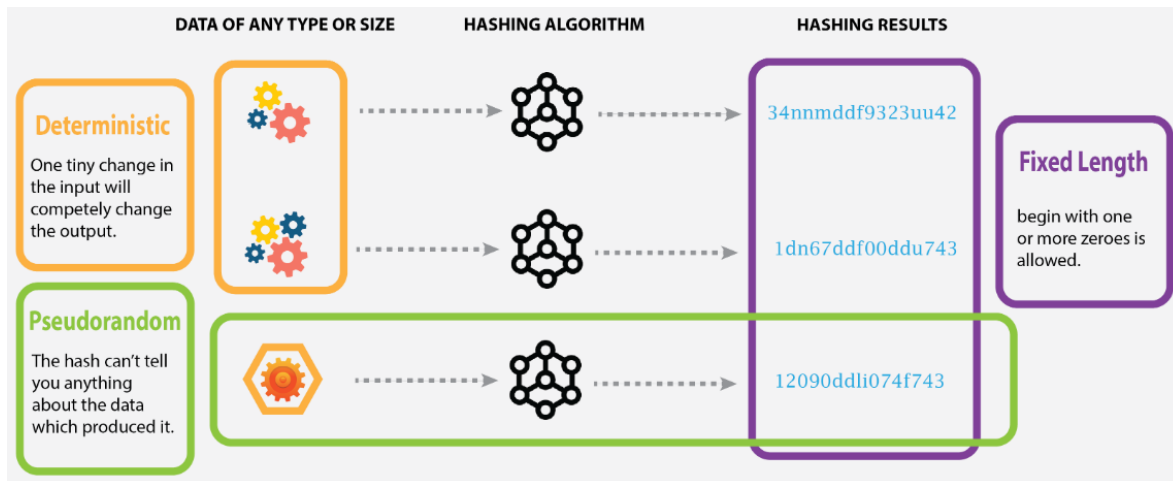 DATA OF ANY TYPE OR SIZE
HASHING ALGORITHM
HASHING RESULTS
Deterministic
One tiny change in
the input will
competely change
the output.
34nnmddf9323uu42
Fixed Length
begin with one
or more zeroes is
allowed.
1dn67ddf00ddu743
Pseudorandom
The hash can't tell
you anything
about the data
which produced it.
12090ddli074f743